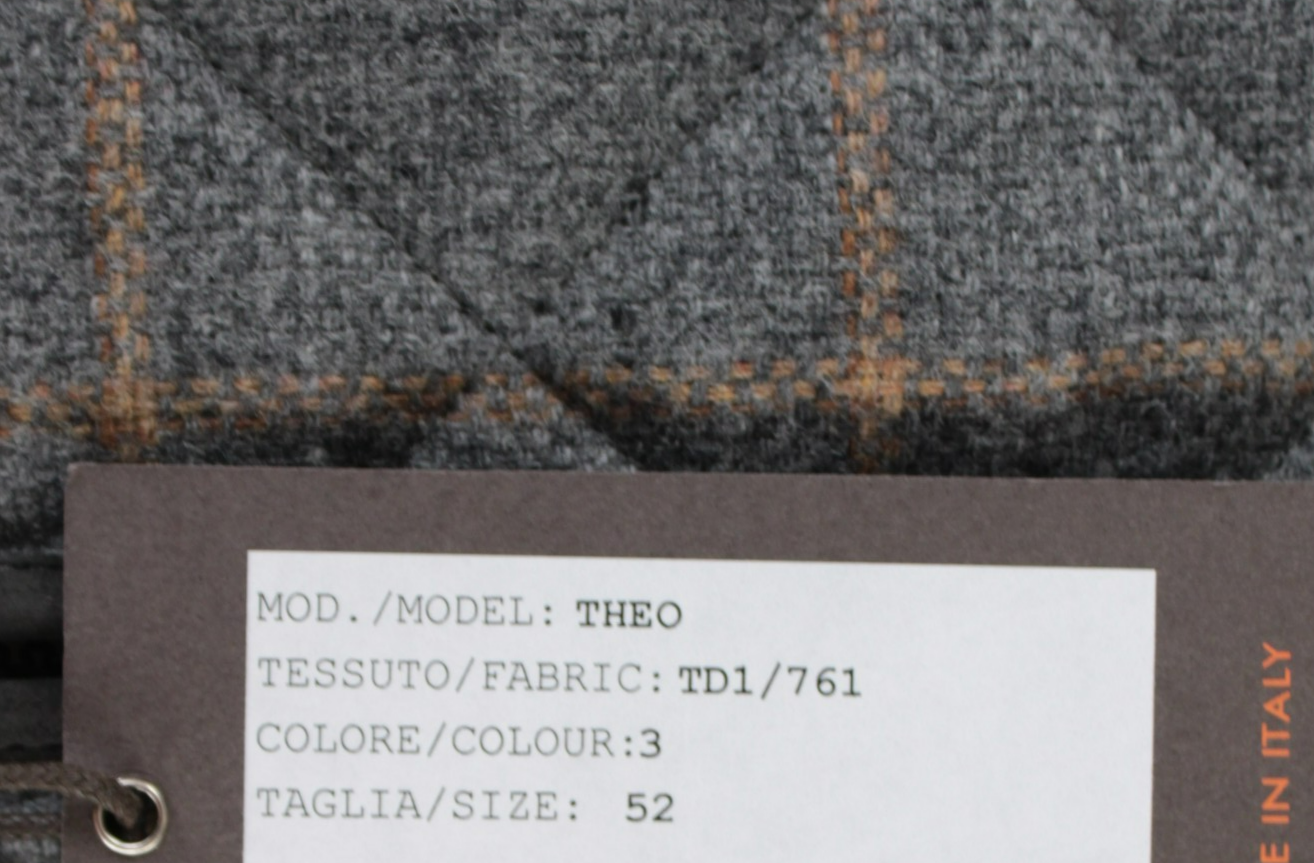 MOD./MODEL: THEO
TESSUTO/FABRIC: TD1/761
COLORE/COLOUR:3
TAGLIA/SIZE: 52
E IN ITALY